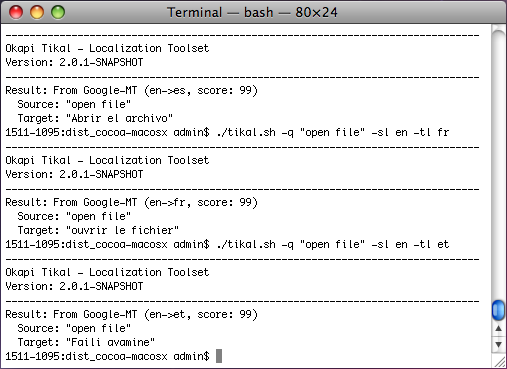 Terminal — bash — 80×24
--------------------------------------------------------------------------------
Okapi Tikal - Localization Toolset
Version: 2.0.1-SNAPSHOT
--------------------------------------------------------------------------------
Result: From Google-MT (en->es, score: 99)
  Source: "open file"
  Target: "Abrir el archivo"
1511-1095:dist_cocoa-macosx admin$ ./tikal.sh -q "open file" -sl en -tl fr
--------------------------------------------------------------------------------
Okapi Tikal - Localization Toolset
Version: 2.0.1-SNAPSHOT
--------------------------------------------------------------------------------
Result: From Google-MT (en->fr, score: 99)
  Source: "open file"
  Target: "ouvrir le fichier"
1511-1095:dist_cocoa-macosx admin$ ./tikal.sh -q "open file" -sl en -tl et
--------------------------------------------------------------------------------
Okapi Tikal - Localization Toolset
Version: 2.0.1-SNAPSHOT
--------------------------------------------------------------------------------
Result: From Google-MT (en->et, score: 99)
  Source: "open file"
  Target: "Faili avamine"
1511-1095:dist_cocoa-macosx admin$